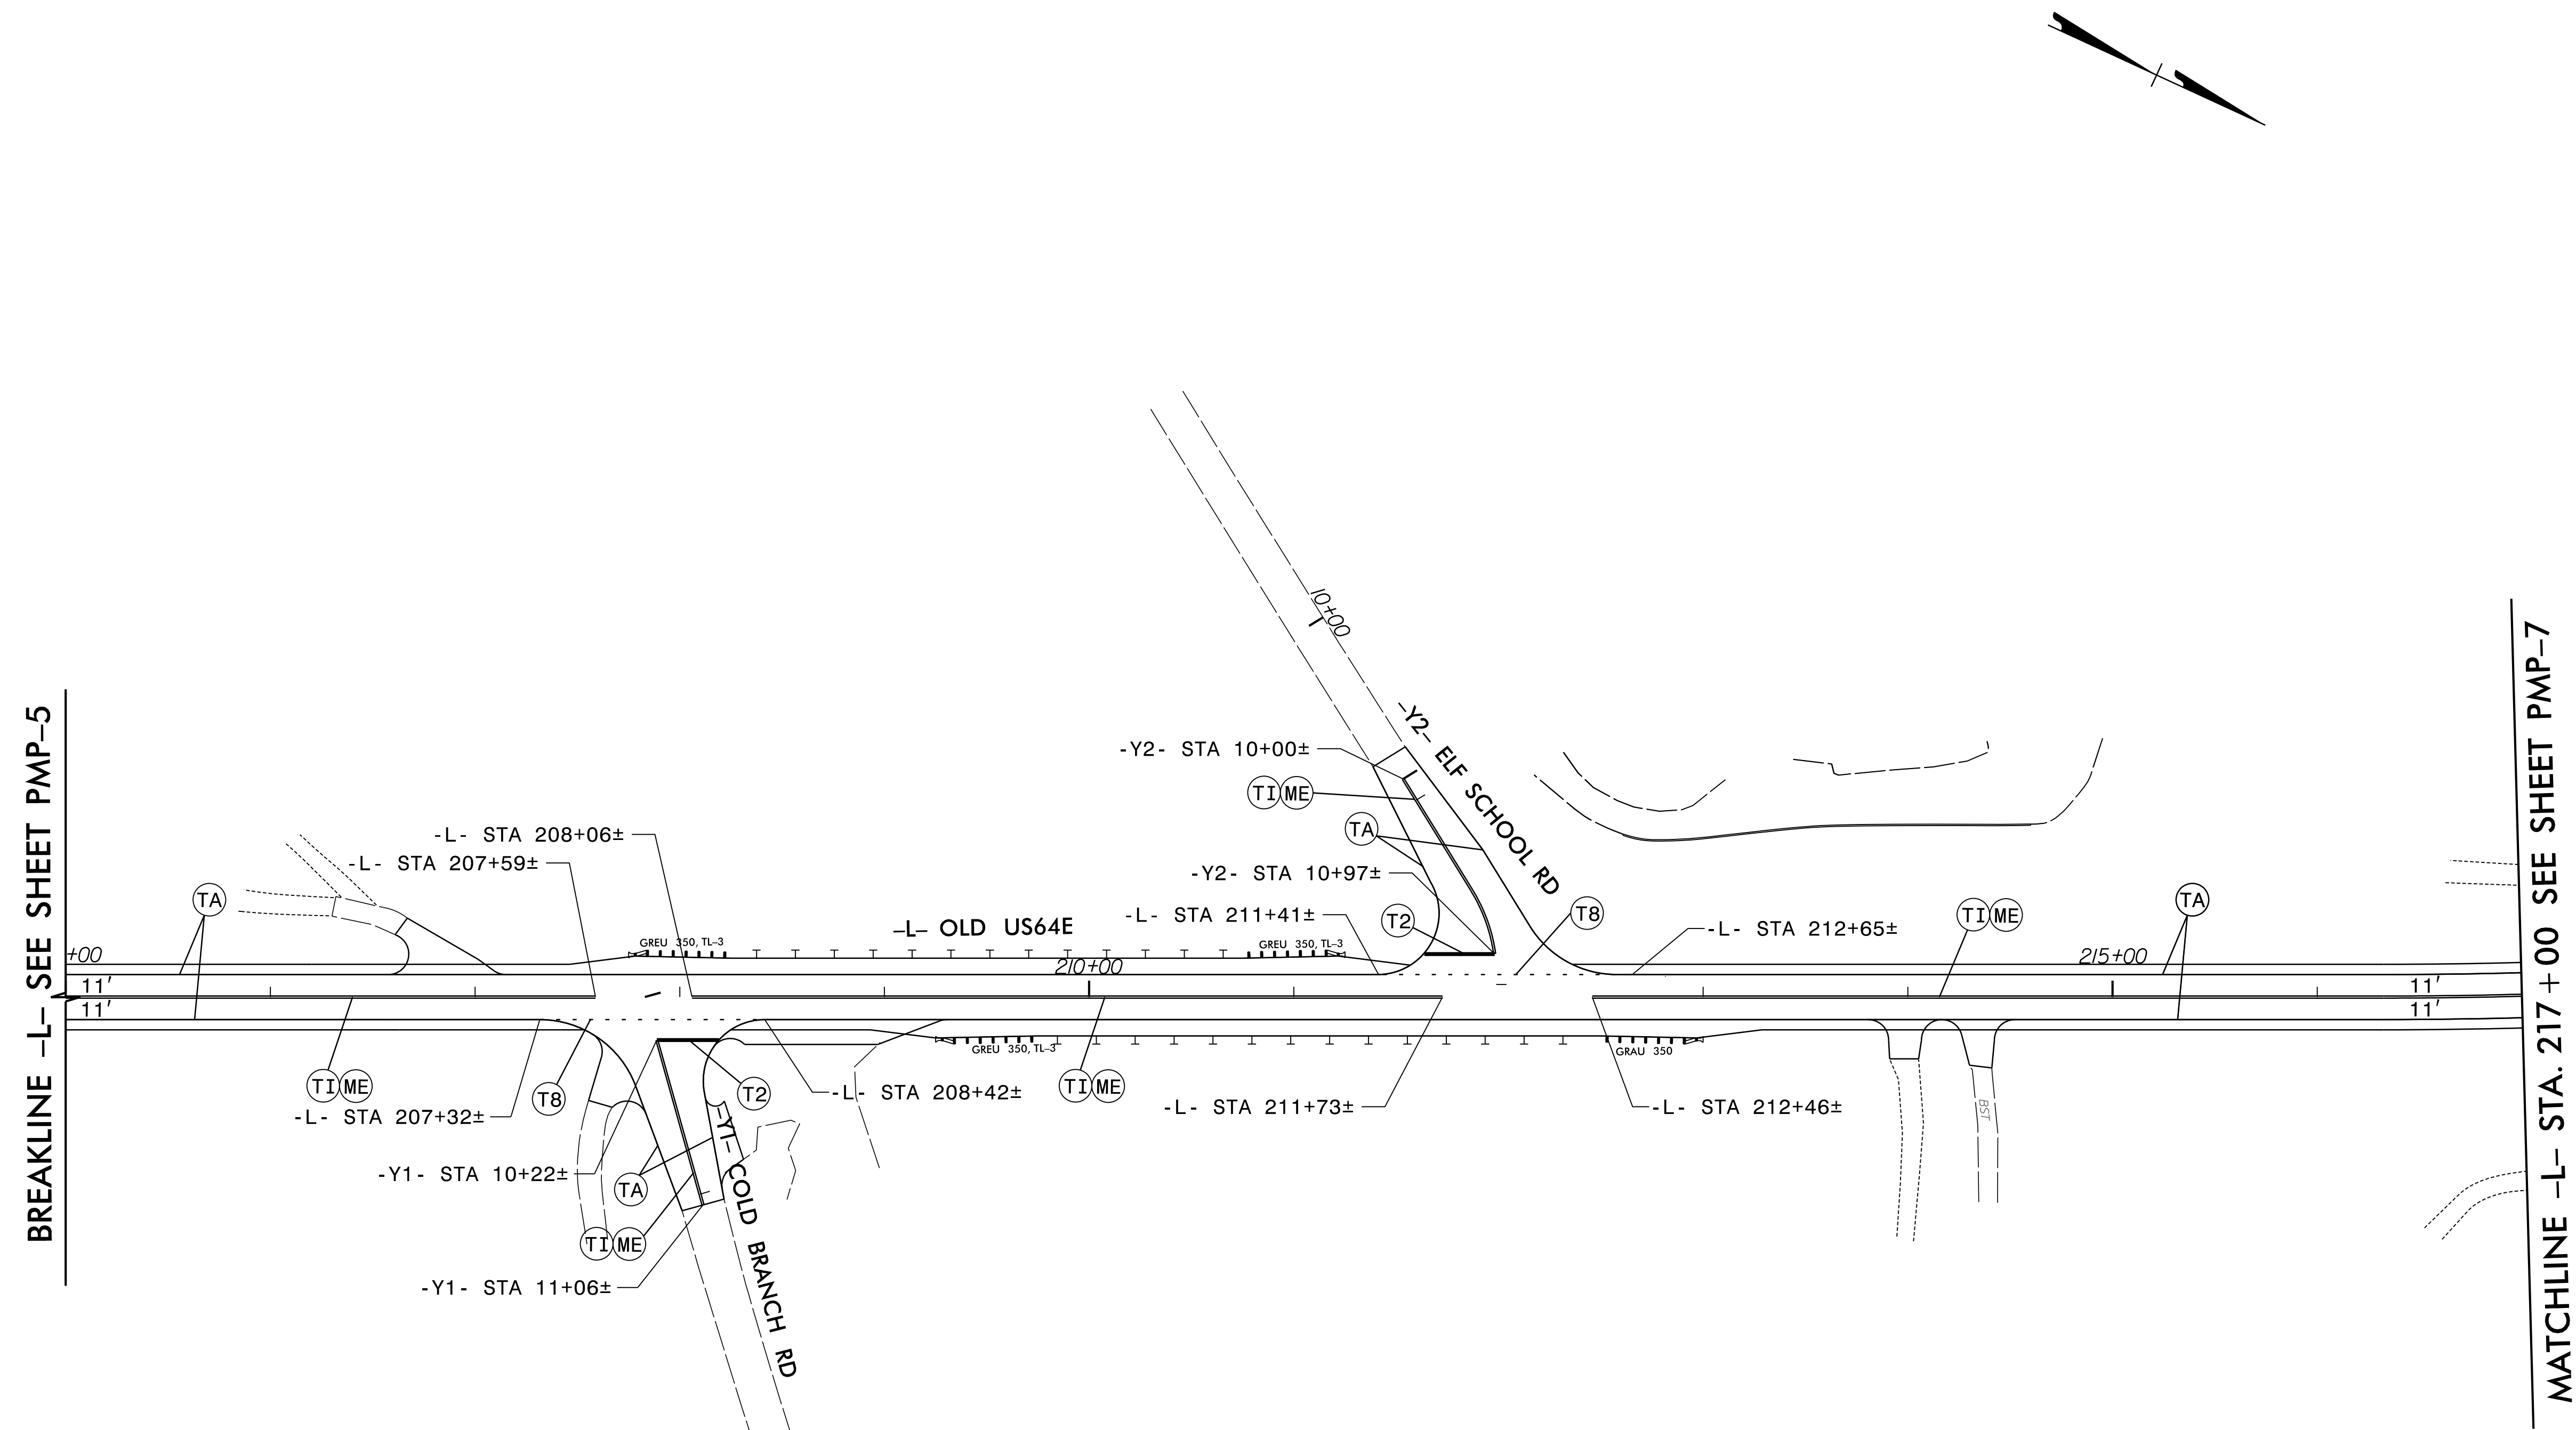 BREAKLINE –L– SEE SHEET PMP–5
MATCHLINE –L– STA. 217+00 SEE SHEET PMP–7
10+00
–Y2– ELF SCHOOL RD
-Y2- STA 10+00±
TI ME
TA
-Y2- STA 10+97±
-L- STA 211+41±
T2
T8
-L- STA 212+65±
TI ME
TA
-L- STA 208+06±
-L- STA 207+59±
TA
–L– OLD US64E
GREU 350, TL–3
GREU 350, TL–3
+00
210+00
215+00
11'
11'
11'
11'
GREU 350, TL–3
GRAU 350
TI ME
T8
T2
-L- STA 208+42±
TI ME
-L- STA 211+73±
-L- STA 212+46±
BST
-L- STA 207+32±
-Y1- STA 10+22±
TA
TI ME
-Y1- STA 11+06±
–Y1– COLD BRANCH RD